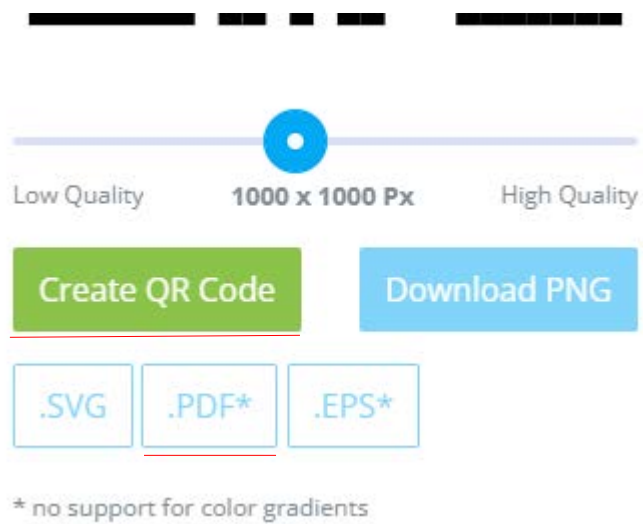 Low Quality 1000 x 1000 Px High Quality
Create QR Code Download PNG
.SVG .PDF* .EPS*
* no support for color gradients